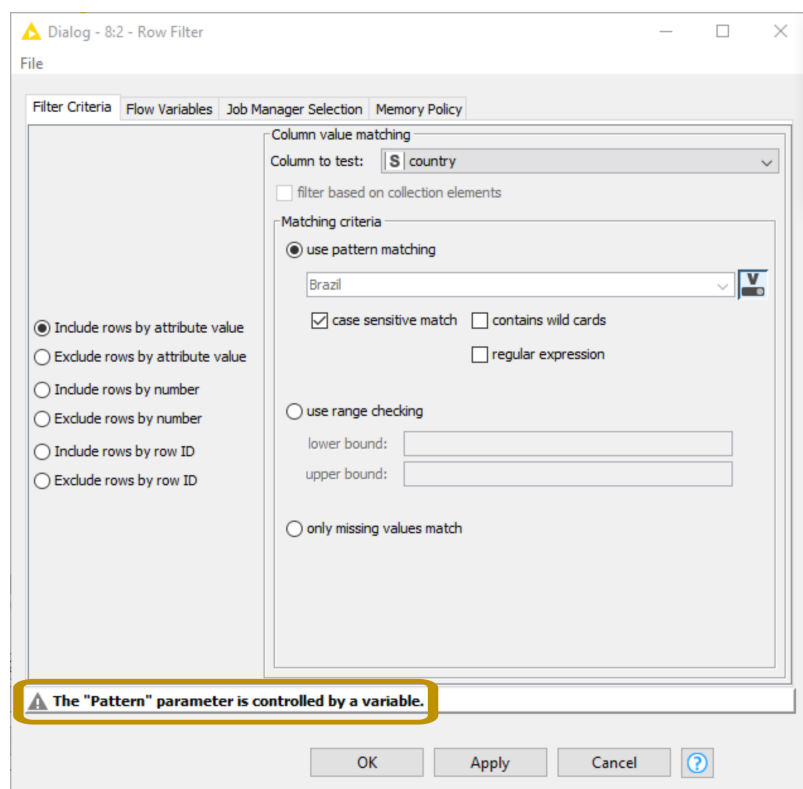 Dialog - 8:2 - Row Filter
File
Filter Criteria Flow Variables Job Manager Selection Memory Policy
Column value matching
Column to test: S country
filter based on collection elements
Matching criteria
use pattern matching
Brazil
V
case sensitive match contains wild cards
regular expression
Include rows by attribute value
Exclude rows by attribute value
Include rows by number
Exclude rows by number
Include rows by row ID
Exclude rows by row ID
use range checking
lower bound:
upper bound:
only missing values match
The "Pattern" parameter is controlled by a variable.
OK Apply Cancel ?